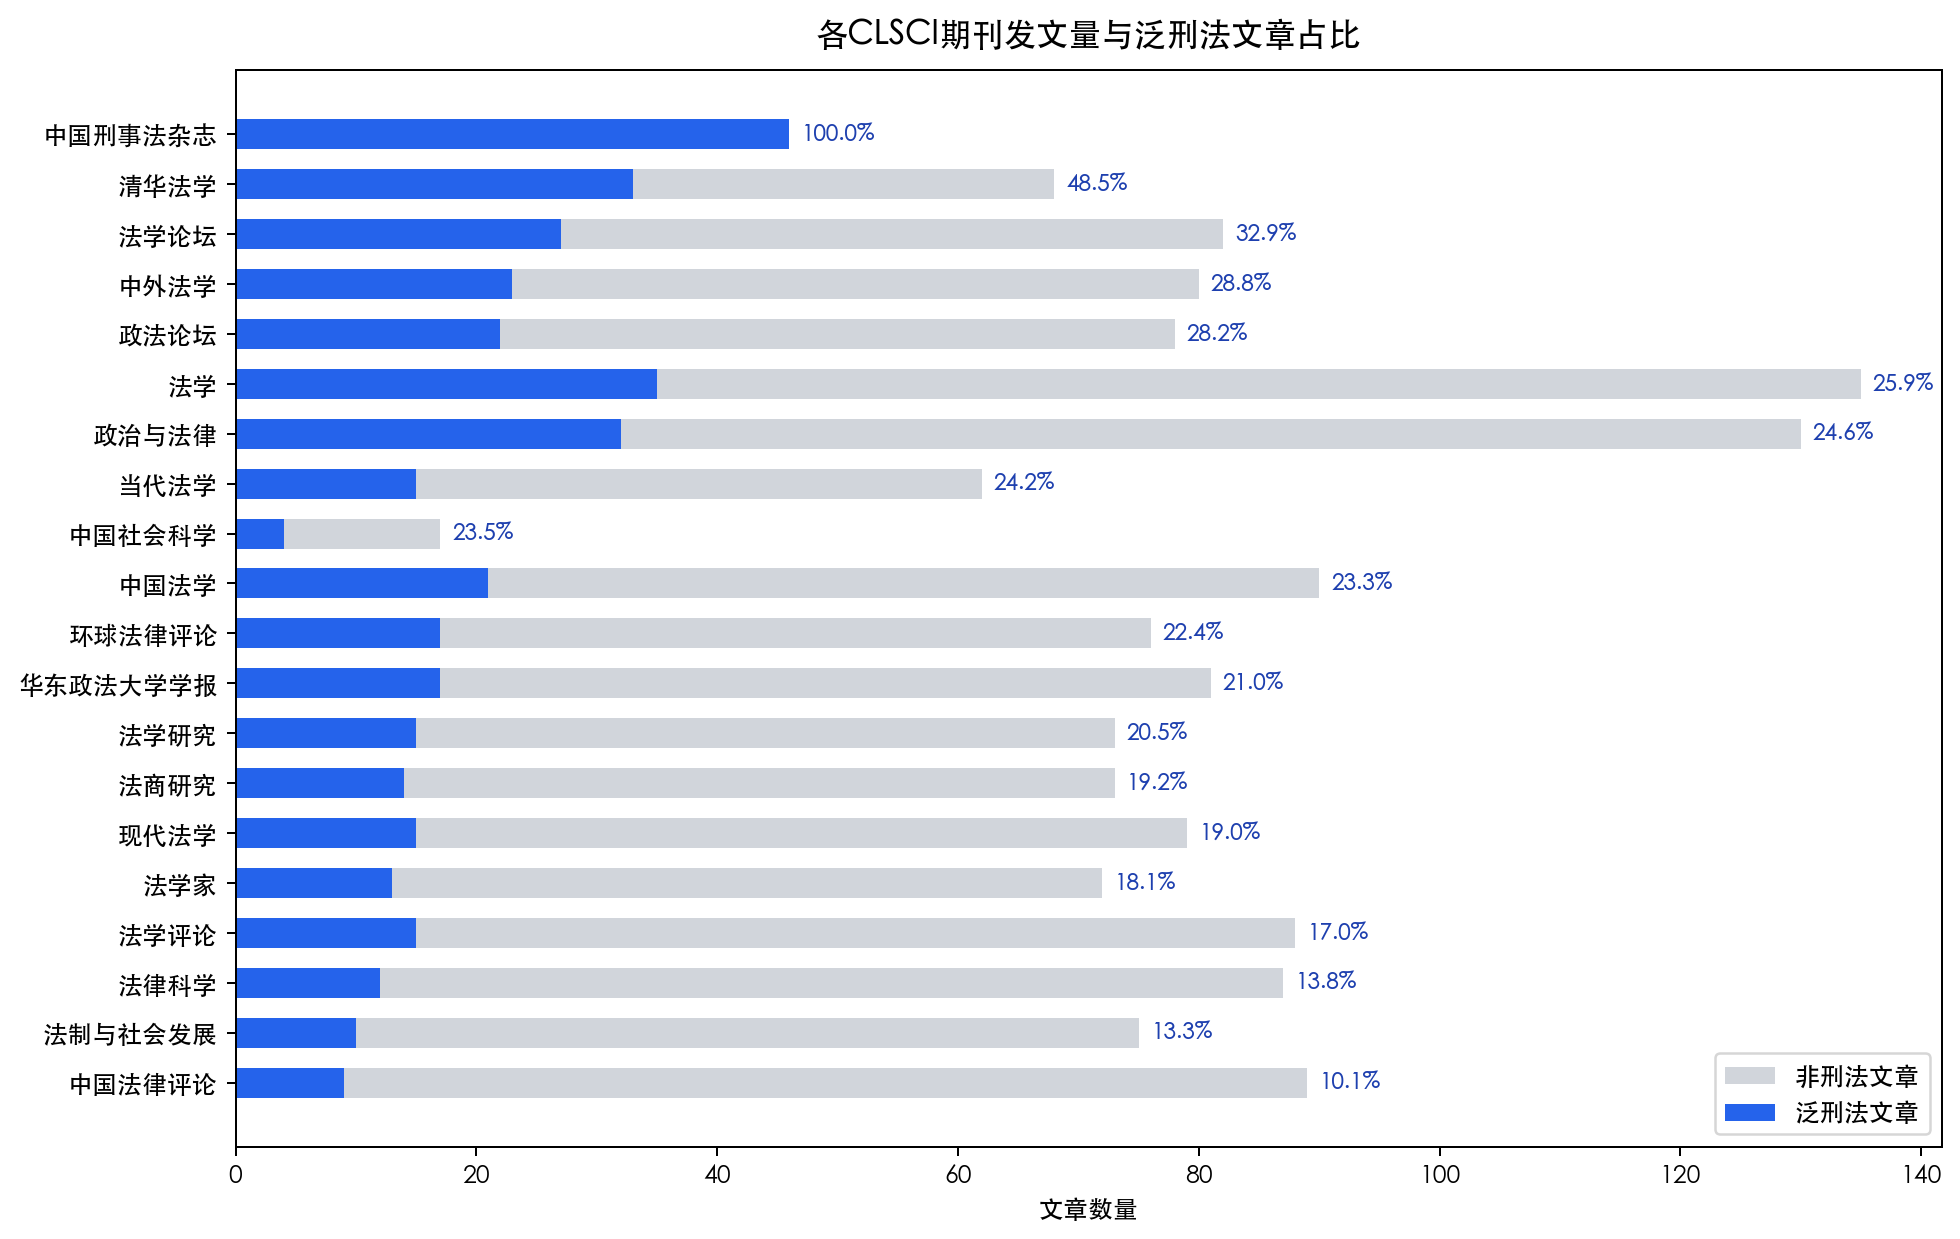 各CLSCI期刊发文量与泛刑法文章占比
中国刑事法杂志 100.0%
清华法学 48.5%
法学论坛 32.9%
中外法学 28.8%
政法论坛 28.2%
法学 25.9%
政治与法律 24.6%
当代法学 24.2%
中国社会科学 23.5%
中国法学 23.3%
环球法律评论 22.4%
华东政法大学学报 21.0%
法学研究 20.5%
法商研究 19.2%
现代法学 19.0%
法学家 18.1%
法学评论 17.0%
法律科学 13.8%
法制与社会发展 13.3%
中国法律评论 10.1%
非刑法文章
泛刑法文章
0 20 40 60 80 100 120 140
文章数量